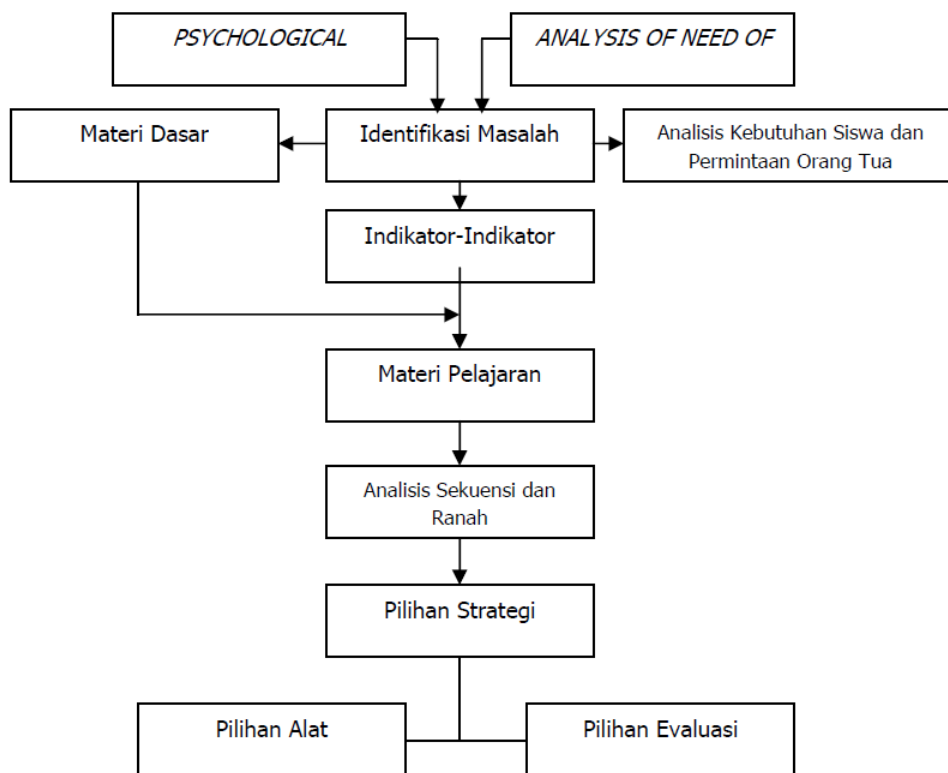 PSYCHOLOGICAL
ANALYSIS OF NEED OF
Materi Dasar
Identifikasi Masalah
Analisis Kebutuhan Siswa dan
Permintaan Orang Tua
Indikator-Indikator
Materi Pelajaran
Analisis Sekuensi dan
Ranah
Pilihan Strategi
Pilihan Alat
Pilihan Evaluasi